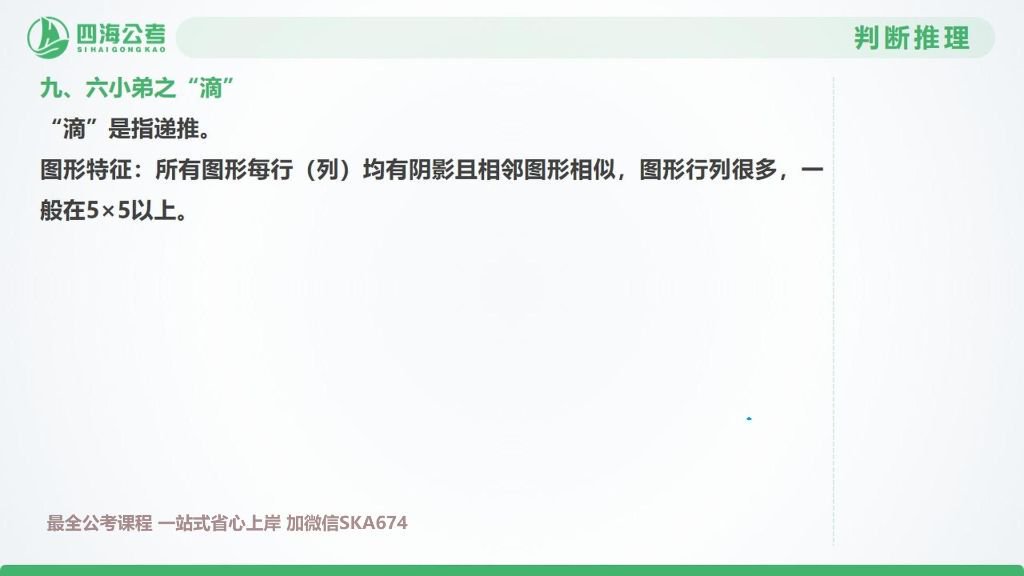 四海公考
SIHAIGONGKAO
判断推理
九、六小弟之“滴”
“滴”是指递推。
图形特征：所有图形每行（列）均有阴影且相邻图形相似，图形行列很多，一
般在5×5以上。
最全公考课程 一站式省心上岸 加微信SKA674